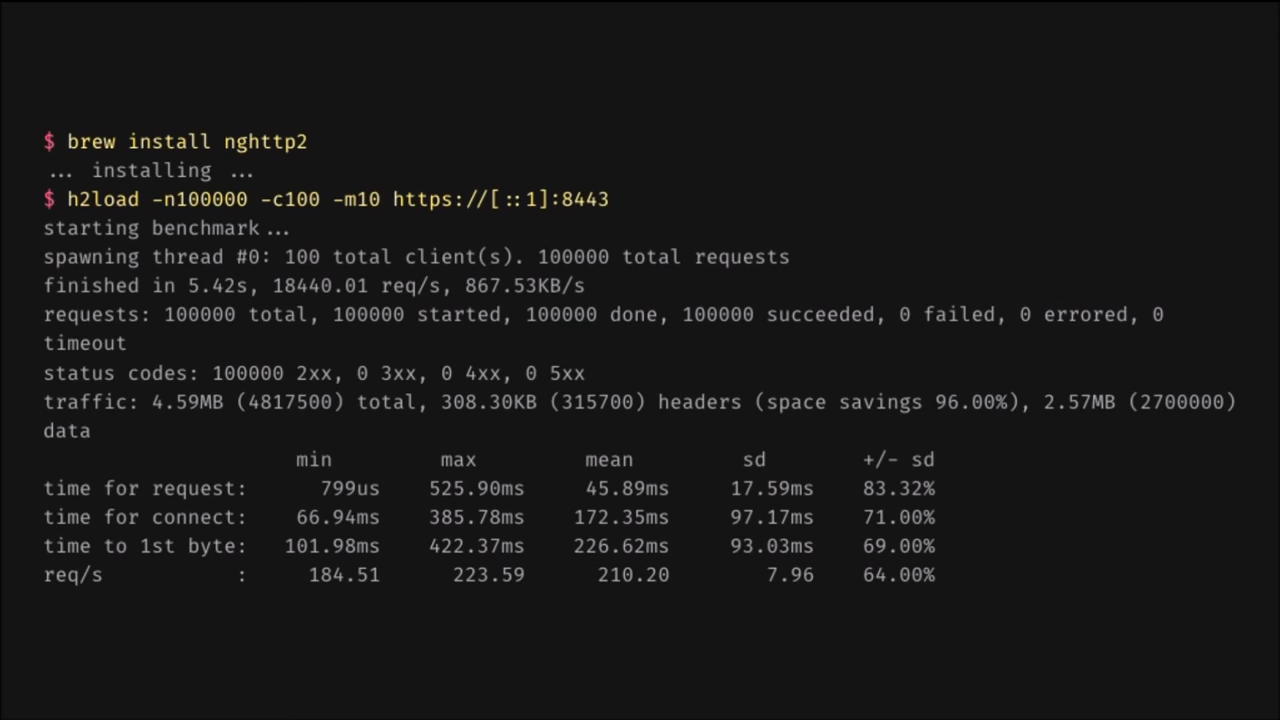 $ brew install nghttp2
... installing ...
$ h2load -n100000 -c100 -m10 https://[::1]:8443
starting benchmark...
spawning thread #0: 100 total client(s). 100000 total requests
finished in 5.42s, 18440.01 req/s, 867.53KB/s
requests: 100000 total, 100000 started, 100000 done, 100000 succeeded, 0 failed, 0 errored, 0
timeout
status codes: 100000 2xx, 0 3xx, 0 4xx, 0 5xx
traffic: 4.59MB (4817500) total, 308.30KB (315700) headers (space savings 96.00%), 2.57MB (2700000)
data
min max mean sd +/- sd
time for request: 799us 525.90ms 45.89ms 17.59ms 83.32%
time for connect: 66.94ms 385.78ms 172.35ms 97.17ms 71.00%
time to 1st byte: 101.98ms 422.37ms 226.62ms 93.03ms 69.00%
req/s : 184.51 223.59 210.20 7.96 64.00%